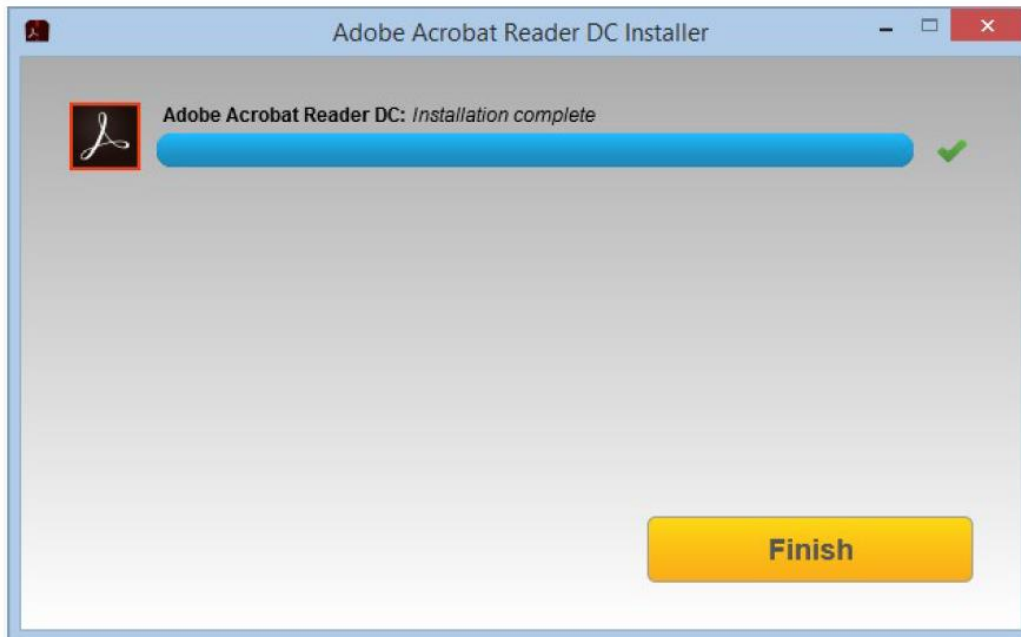 Adobe Acrobat Reader DC Installer
Adobe Acrobat Reader DC: Installation complete
Finish